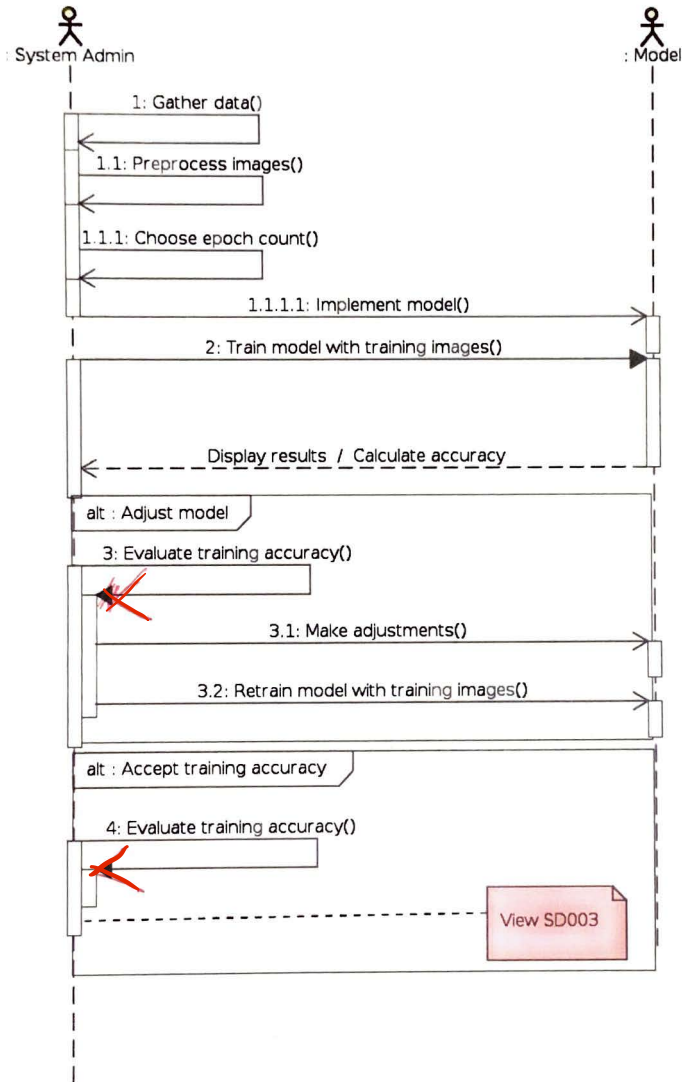 : System Admin
: Model
1: Gather data()
1.1: Preprocess images()
1.1.1: Choose epoch count()
1.1.1.1: Implement model()
2: Train model with training images()
Display results / Calculate accuracy
alt : Adjust model
3: Evaluate training accuracy()
3.1: Make adjustments()
3.2: Retrain model with training images()
alt : Accept training accuracy
4: Evaluate training accuracy()
View SD003